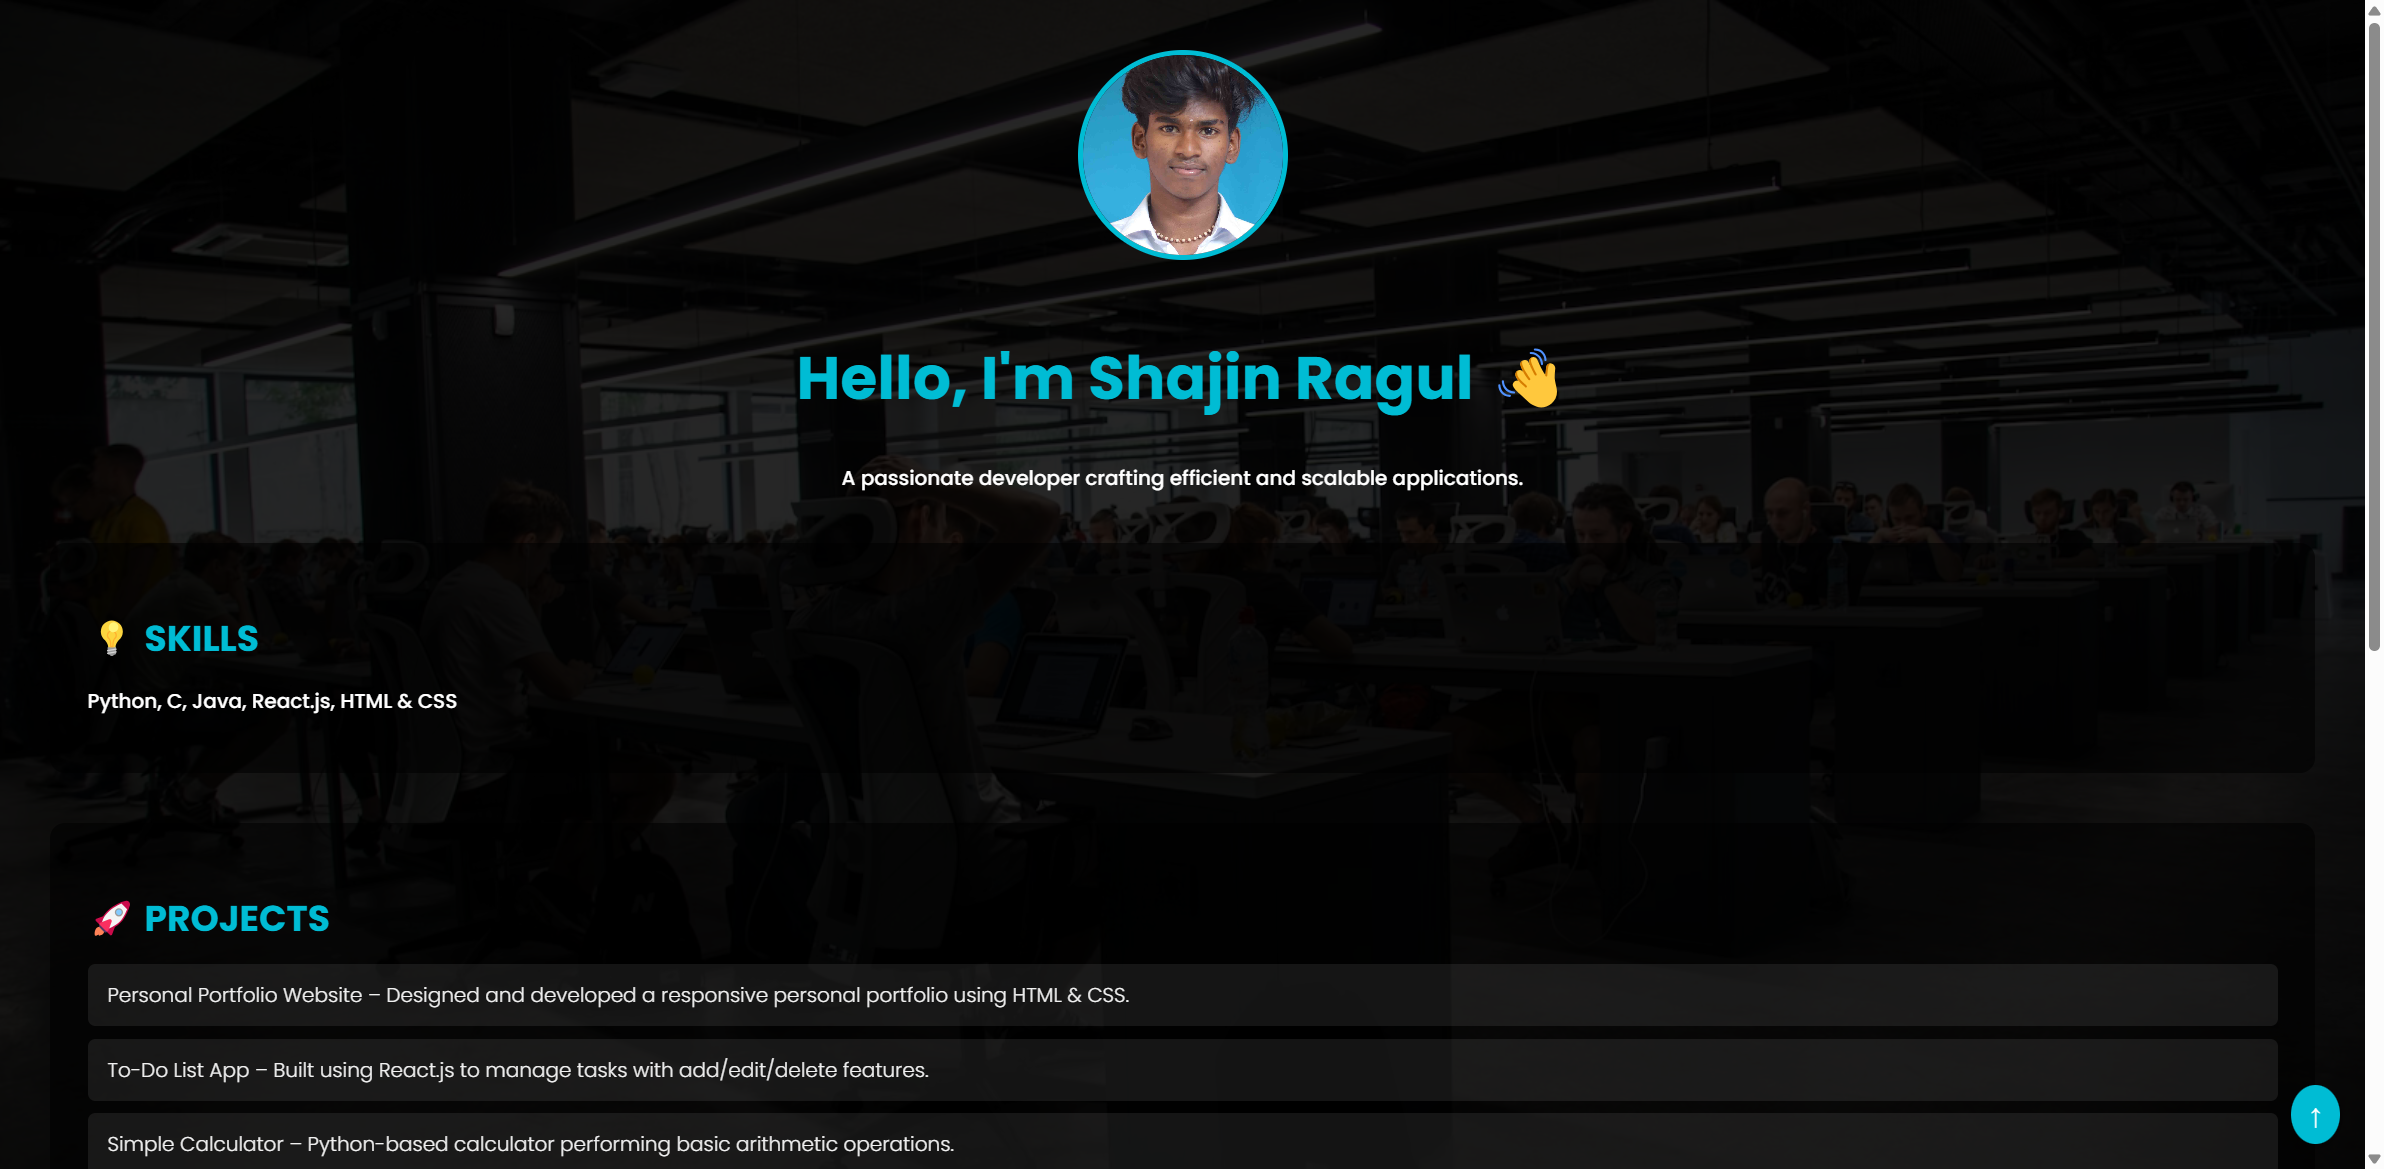 Hello, I'm Shajin Ragul 👋
A passionate developer crafting efficient and scalable applications.
💡 SKILLS
Python, C, Java, React.js, HTML & CSS
🚀 PROJECTS
Personal Portfolio Website – Designed and developed a responsive personal portfolio using HTML & CSS.
To-Do List App – Built using React.js to manage tasks with add/edit/delete features.
Simple Calculator – Python-based calculator performing basic arithmetic operations.
↑